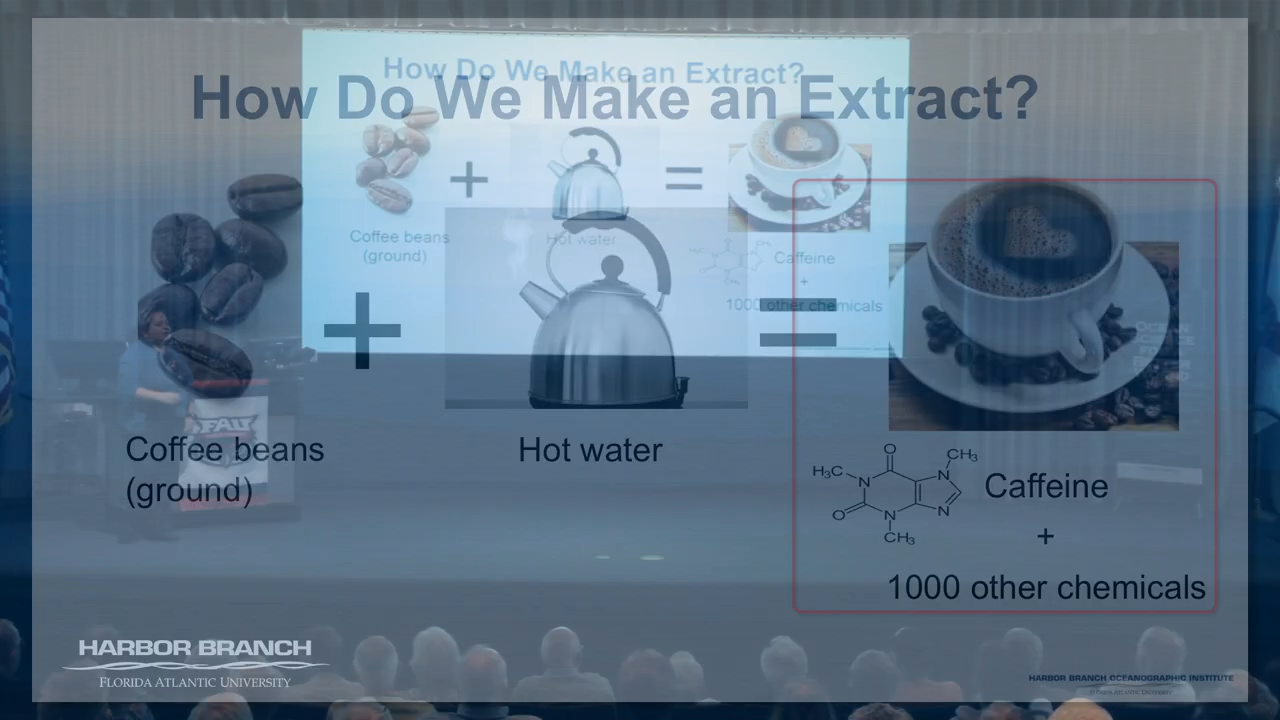 How Do We Make an Extract?
How Do We Make an Extract?
+
=
Coffee beans
(ground)
Hot water
Caffeine
+
1000 other chemicals
+
=
FAU
Coffee beans
(ground)
Hot water
O
CH3
H3C
N
N
O
N
N
CH3
Caffeine
+
1000 other chemicals
HARBOR BRANCH
FLORIDA ATLANTIC UNIVERSITY
HARBOR BRANCH OCEANOGRAPHIC INSTITUTE